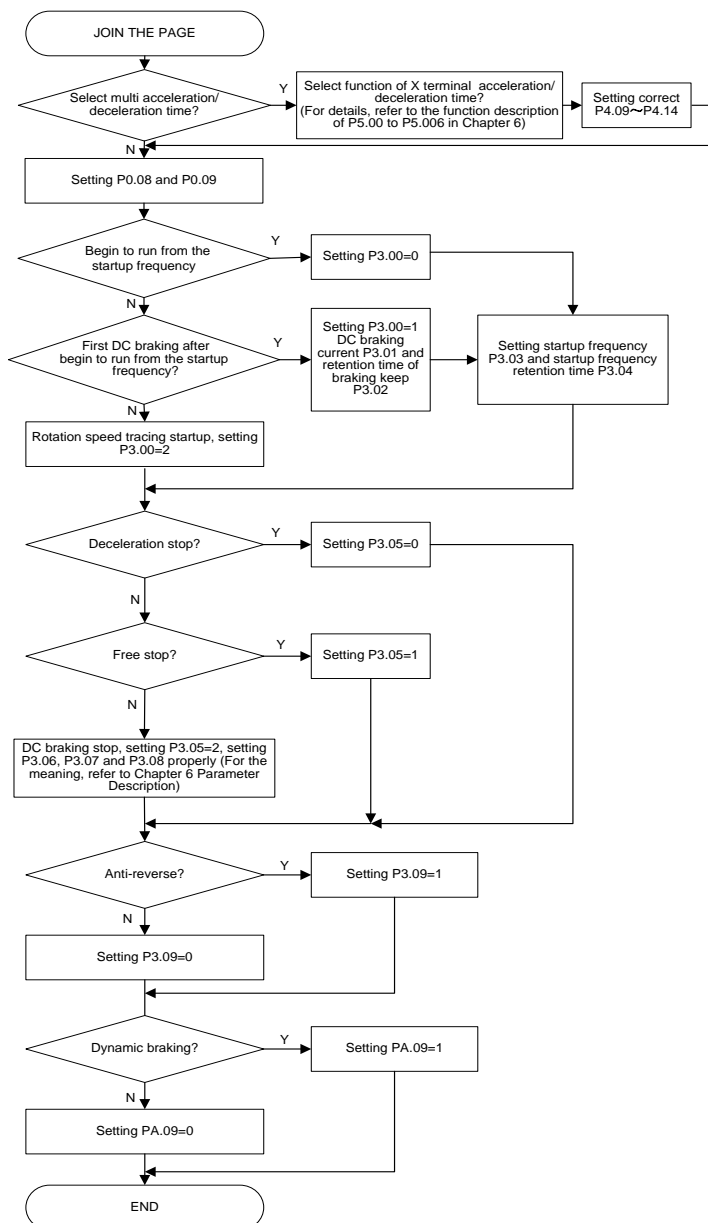 JOIN THE PAGE
Select multi acceleration/
deceleration time?
Y
Select function of X terminal acceleration/
deceleration time?
(For details, refer to the function description
of P5.00 to P5.006 in Chapter 6)
Setting correct
P4.09~P4.14
N
Setting P0.08 and P0.09
Begin to run from the
startup frequency
Y
Setting P3.00=0
N
First DC braking after
begin to run from the startup
frequency?
Y
Setting P3.00=1
DC braking
current P3.01 and
retention time of
braking keep
P3.02
Setting startup frequency
P3.03 and startup frequency
retention time P3.04
N
Rotation speed tracing startup, setting
P3.00=2
Deceleration stop?
Y
Setting P3.05=0
N
Free stop?
Y
Setting P3.05=1
N
DC braking stop, setting P3.05=2, setting
P3.06, P3.07 and P3.08 properly (For the
meaning, refer to Chapter 6 Parameter
Description)
Anti-reverse?
Y
Setting P3.09=1
N
Setting P3.09=0
Dynamic braking?
Y
Setting PA.09=1
N
Setting PA.09=0
END